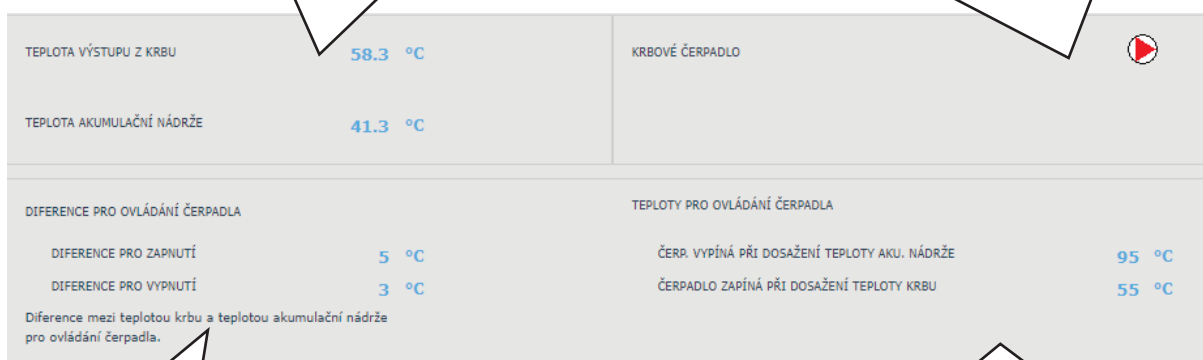 TEPLOTA VÝSTUPU Z KRBU 58.3 °C
KRBOVÉ ČERPADLO
TEPLOTA AKUMULAČNÍ NÁDRŽE 41.3 °C
DIFERENCE PRO OVLÁDÁNÍ ČERPADLA
DIFERENCE PRO ZAPNUTÍ 5 °C
DIFERENCE PRO VYPNUTÍ 3 °C
Diference mezi teplotou krbu a teplotou akumulační nádrže
pro ovládání čerpadla.
TEPLOTY PRO OVLÁDÁNÍ ČERPADLA
ČERP. VYPÍNÁ PŘI DOSAŽENÍ TEPLOTY AKU. NÁDRŽE 95 °C
ČERPADLO ZAPÍNÁ PŘI DOSAŽENÍ TEPLOTY KRBU 55 °C